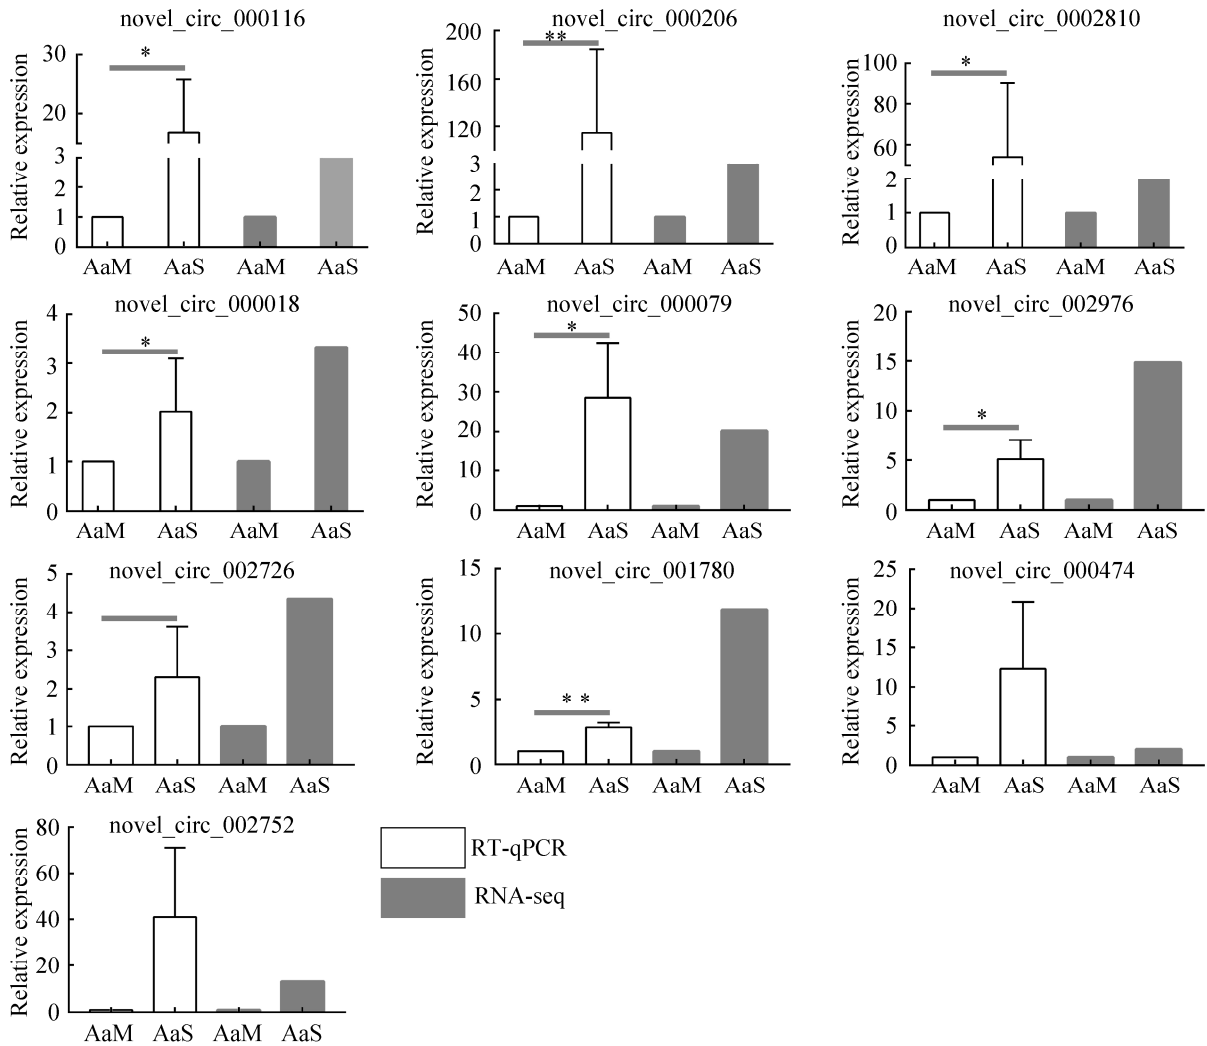 novel_circ_000116
Relative expression
30
20
3
2
1
0
*
AaM AaS AaM AaS
novel_circ_000206
Relative expression
200
160
120
3
2
1
0
**
AaM AaS AaM AaS
novel_circ_0002810
Relative expression
100
80
60
2
1
0
*
AaM AaS AaM AaS
novel_circ_000018
Relative expression
4
3
2
1
0
*
AaM AaS AaM AaS
novel_circ_000079
Relative expression
50
40
30
20
10
0
*
AaM AaS AaM AaS
novel_circ_002976
Relative expression
20
15
10
5
0
*
AaM AaS AaM AaS
novel_circ_002726
Relative expression
5
4
3
2
1
0
AaM AaS AaM AaS
novel_circ_001780
Relative expression
15
10
5
0
* *
AaM AaS AaM AaS
novel_circ_000474
Relative expression
25
20
15
10
5
0
AaM AaS AaM AaS
novel_circ_002752
Relative expression
80
60
40
20
0
AaM AaS AaM AaS
RT-qPCR
RNA-seq